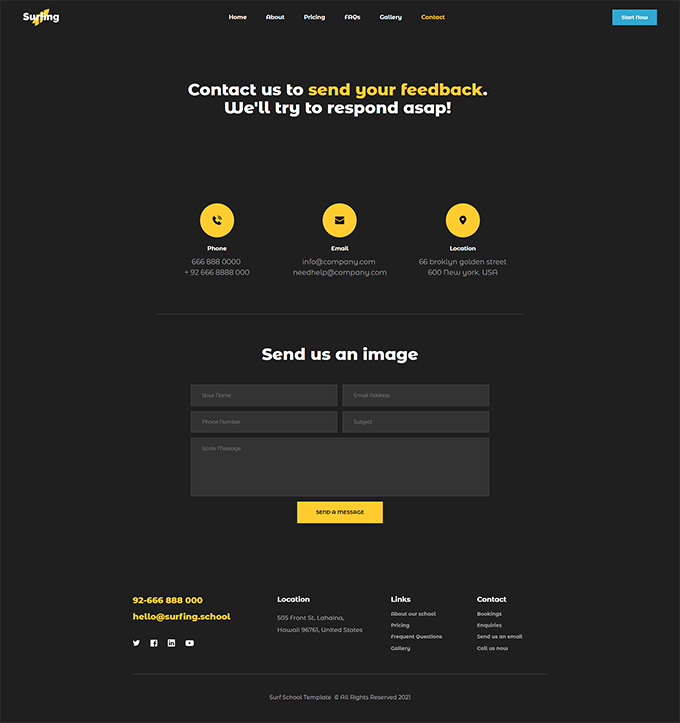 Surfing
Home About Pricing FAQs Gallery Contact
Start Now
Contact us to send your feedback.
We'll try to respond asap!
Phone
666 888 0000
+ 92 666 8888 000
Email
info@company.com
needhelp@company.com
Location
66 broklyn golden street
600 New york. USA
Send us an image
Your Name
Email Address
Phone Number
Subject
Write Message
SEND A MESSAGE
92-666 888 000
hello@surfing.school
Location
505 Front St, Lahaina,
Hawaii 96761, United States
Links
About our school
Pricing
Frequent Questions
Gallery
Contact
Bookings
Enquiries
Send us an email
Call us now
Surf School Template © All Rights Reserved 2021